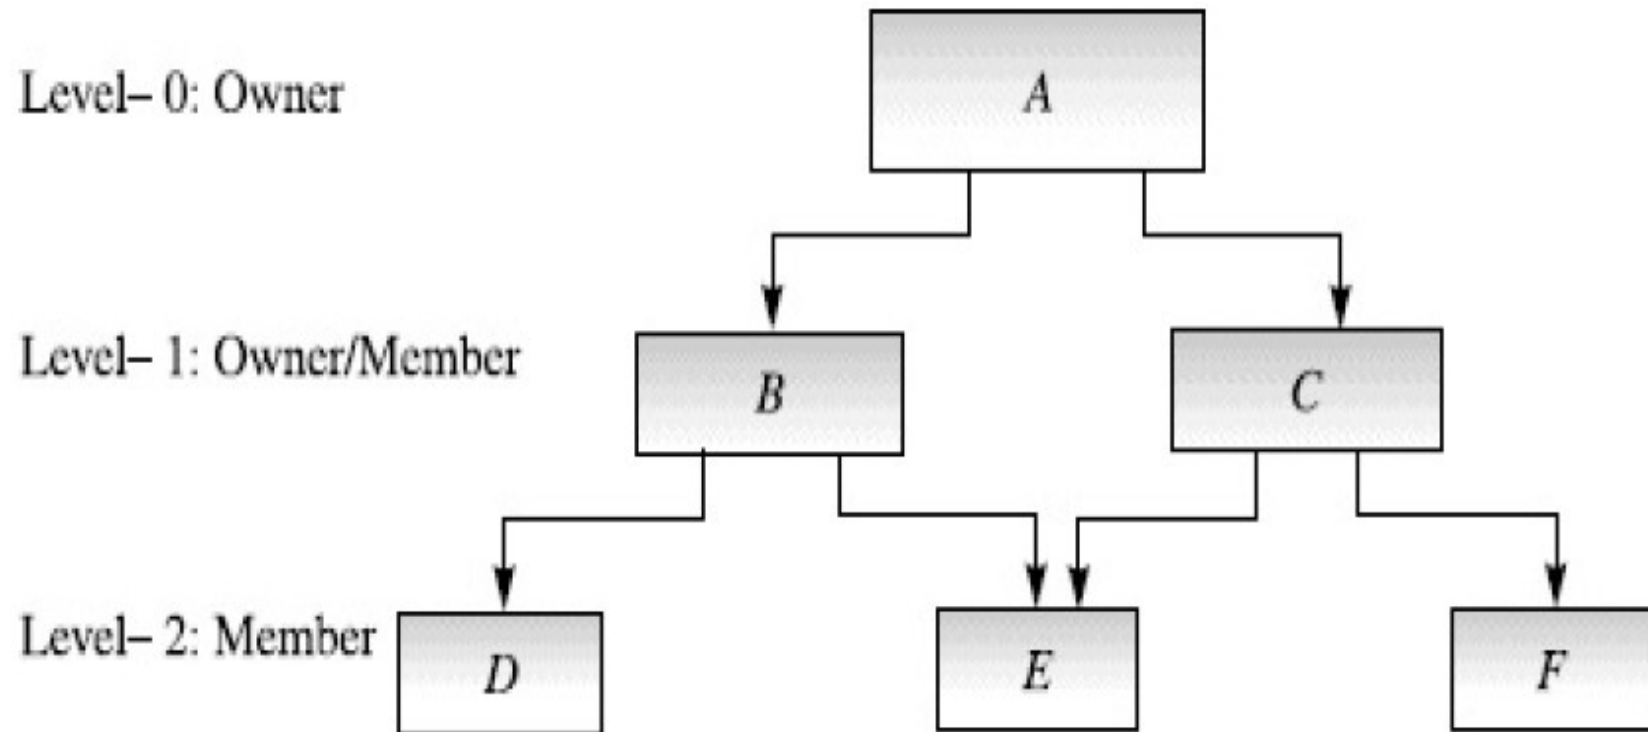 Level– 0: Owner
A
Level– 1: Owner/Member
B
C
Level– 2: Member
D
E
F